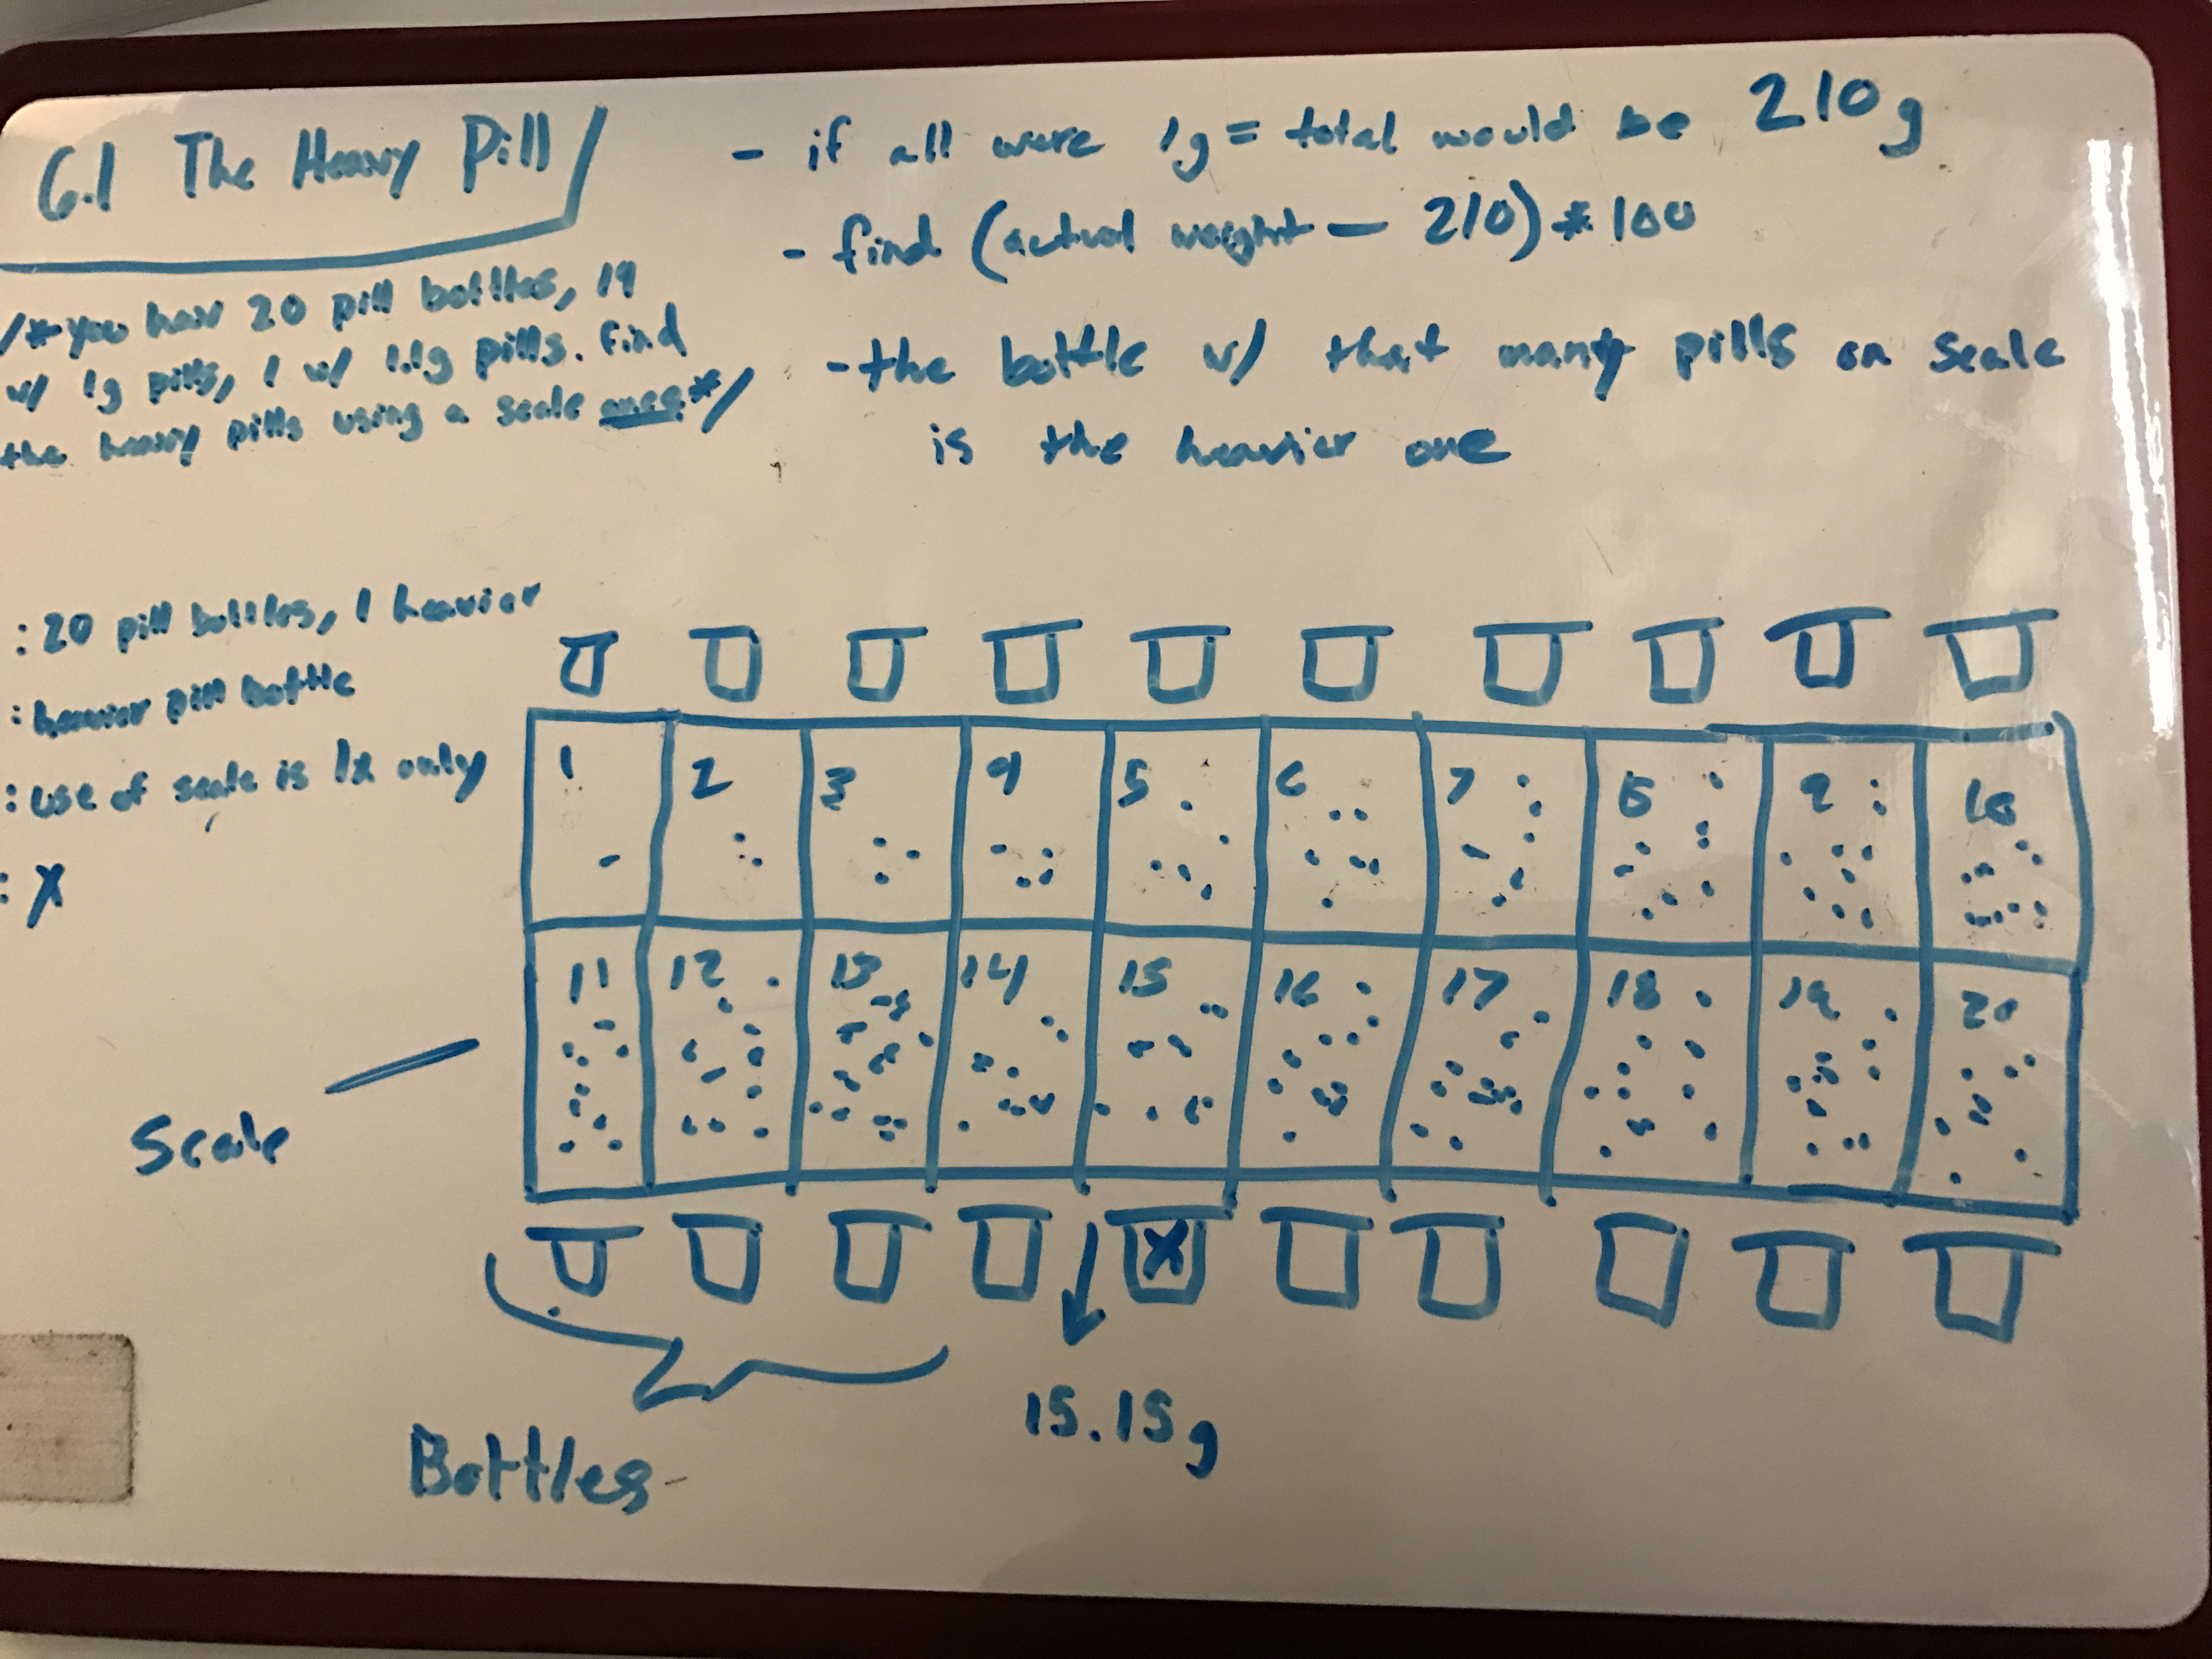 6.1 The Heavy Pill
/* you hav 20 pill bottles, 19
w/ 1g pills, 1 w/ 1.1g pills. find
the heavy pills using a scale once */
: 20 pill bottles, 1 heavier
: heavier pill bottle
:: use of scale is 1x only
: X
- if all were 1g = total would be 210g
- find (actual weight - 210) * 100
- the bottle w/ that many pills on scale
is the heavier one
Scale
1 2 3 4 5 6 7 8 9 10
11 12 13 14 15 16 17 18 19 20
X
Bottles
15.15g